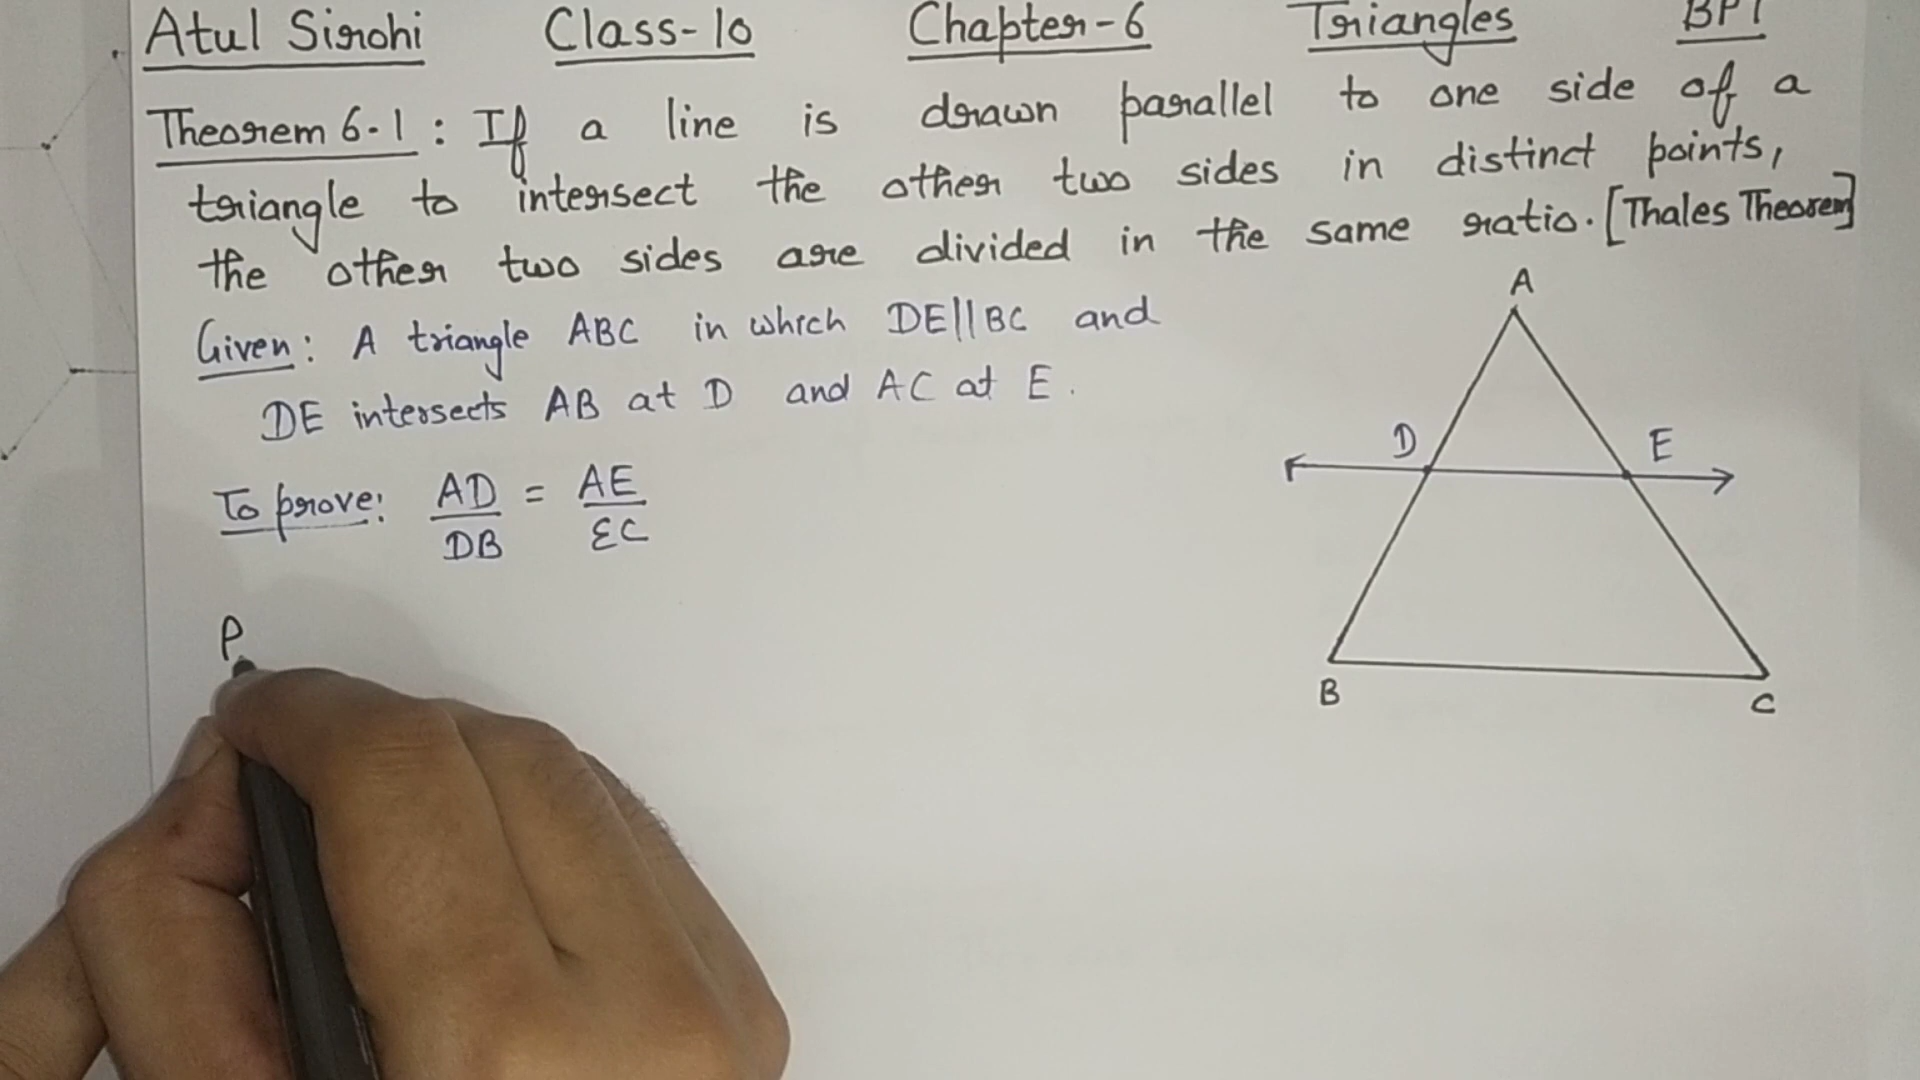 Atul Sirohi Class-10 Chapter-6 Triangles BPT
Theorem 6.1 : If a line is drawn parallel to one side of a
triangle to intersect the other two sides in distinct points,
the other two sides are divided in the same ratio. [Thales Theorem]
Given: A triangle ABC in which DE||BC and
DE intersects AB at D and AC at E.
To prove: AD/DB = AE/EC
P
A
D E
B C